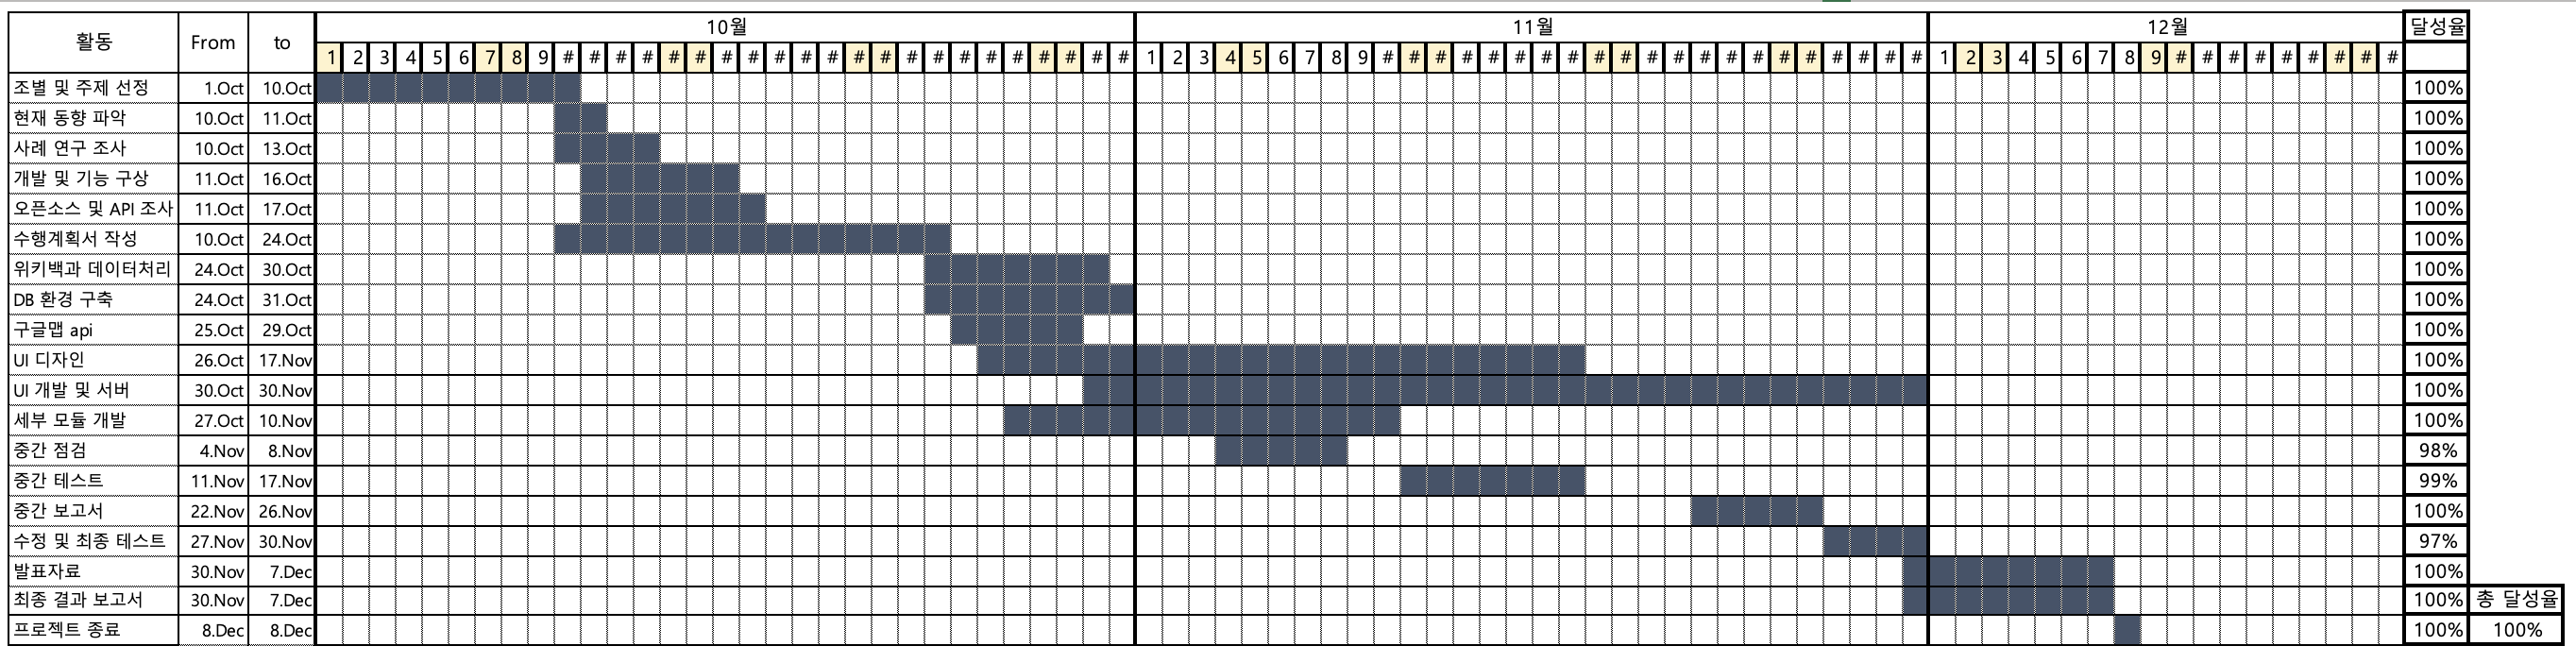 활동 From to 10월 11월 12월 달성율
1 2 3 4 5 6 7 8 9 # # # # # # # # # # # # # # # # # # # # # # 1 2 3 4 5 6 7 8 9 # # # # # # # # # # # # # # # # # # # # # 1 2 3 4 5 6 7 8 9 # # # # # # # # #
조별 및 주제 선정 1.Oct 10.Oct 100%
현재 동향 파악 10.Oct 11.Oct 100%
사례 연구 조사 10.Oct 13.Oct 100%
개발 및 기능 구상 11.Oct 16.Oct 100%
오픈소스 및 API 조사 11.Oct 17.Oct 100%
수행계획서 작성 10.Oct 24.Oct 100%
위키백과 데이터처리 24.Oct 30.Oct 100%
DB 환경 구축 24.Oct 31.Oct 100%
구글맵 api 25.Oct 29.Oct 100%
UI 디자인 26.Oct 17.Nov 100%
UI 개발 및 서버 30.Oct 30.Nov 100%
세부 모듈 개발 27.Oct 10.Nov 100%
중간 점검 4.Nov 8.Nov 98%
중간 테스트 11.Nov 17.Nov 99%
중간 보고서 22.Nov 26.Nov 100%
수정 및 최종 테스트 27.Nov 30.Nov 97%
발표자료 30.Nov 7.Dec 100%
최종 결과 보고서 30.Nov 7.Dec 100% 총 달성율
프로젝트 종료 8.Dec 8.Dec 100% 100%